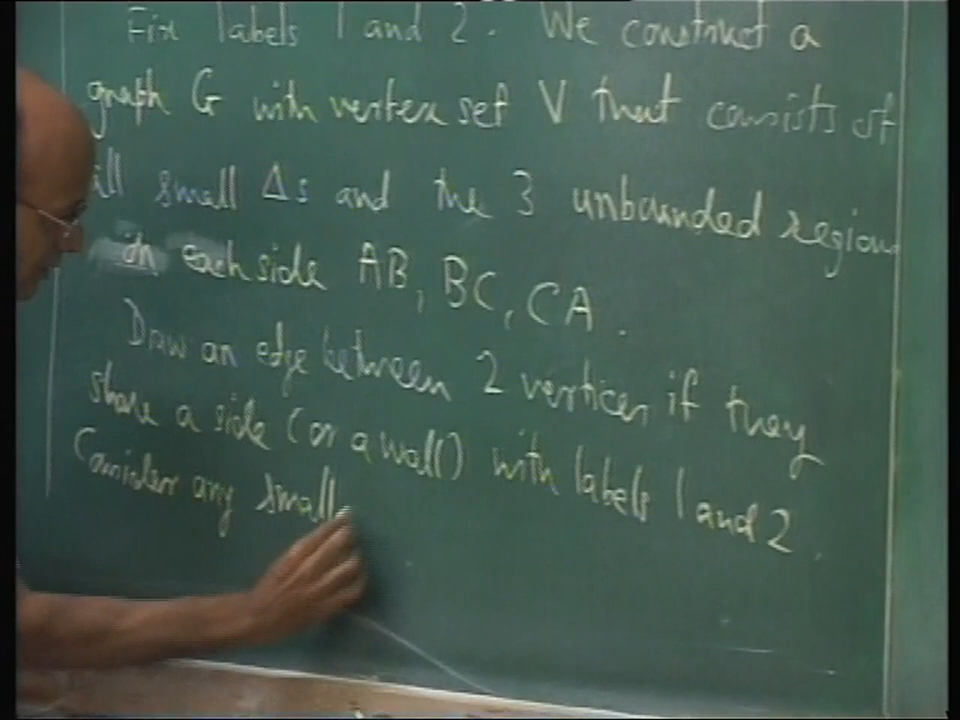 Fix labels 1 and 2. We construct a
graph G with vertex set V that consists of
all small Δs and the 3 unbounded regions
on each side AB, BC, CA.
Draw an edge between 2 vertices if they
share a side (or a wall) with labels 1 and 2.
Consider any small